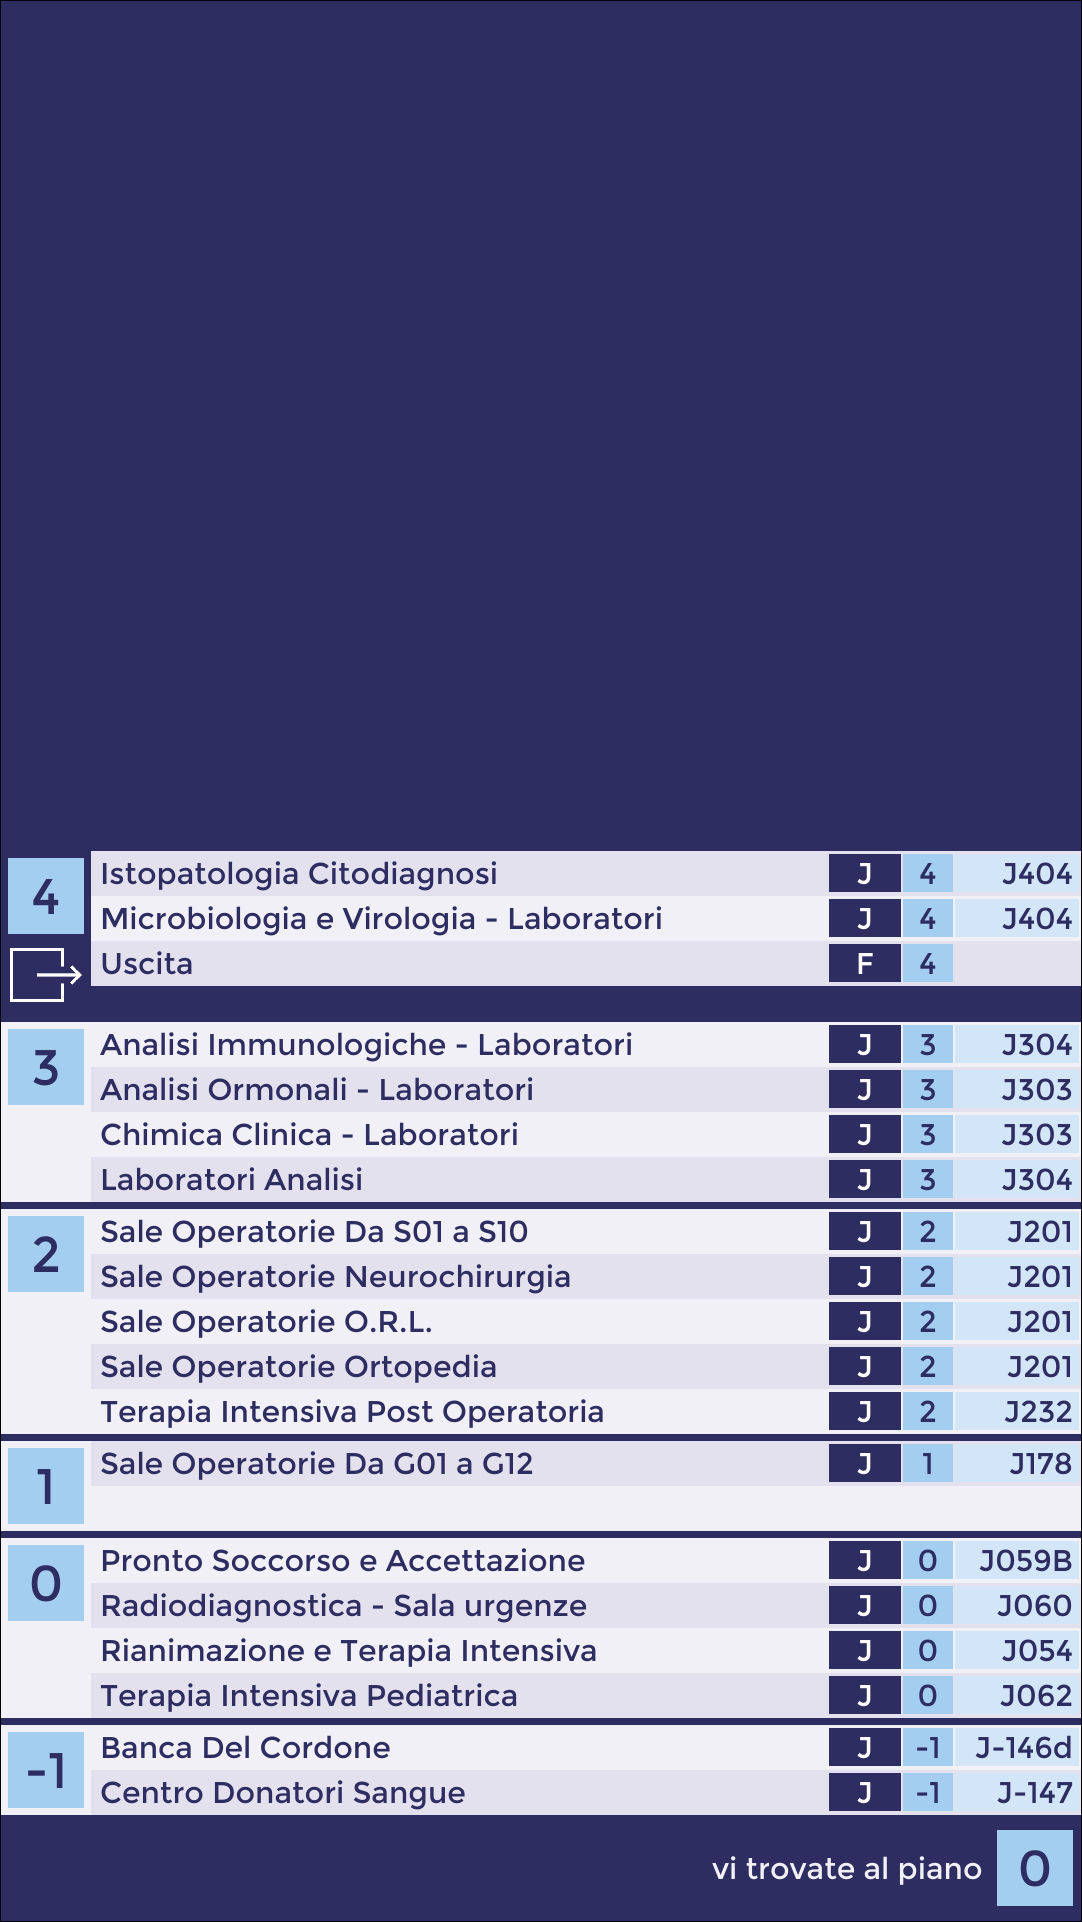 4
Istopatologia Citodiagnosi J 4 J404
Microbiologia e Virologia - Laboratori J 4 J404
Uscita F 4
3
Analisi Immunologiche - Laboratori J 3 J304
Analisi Ormonali - Laboratori J 3 J303
Chimica Clinica - Laboratori J 3 J303
Laboratori Analisi J 3 J304
2
Sale Operatorie Da S01 a S10 J 2 J201
Sale Operatorie Neurochirurgia J 2 J201
Sale Operatorie O.R.L. J 2 J201
Sale Operatorie Ortopedia J 2 J201
Terapia Intensiva Post Operatoria J 2 J232
1
Sale Operatorie Da G01 a G12 J 1 J178
0
Pronto Soccorso e Accettazione J 0 J059B
Radiodiagnostica - Sala urgenze J 0 J060
Rianimazione e Terapia Intensiva J 0 J054
Terapia Intensiva Pediatrica J 0 J062
-1
Banca Del Cordone J -1 J-146d
Centro Donatori Sangue J -1 J-147
vi trovate al piano 0